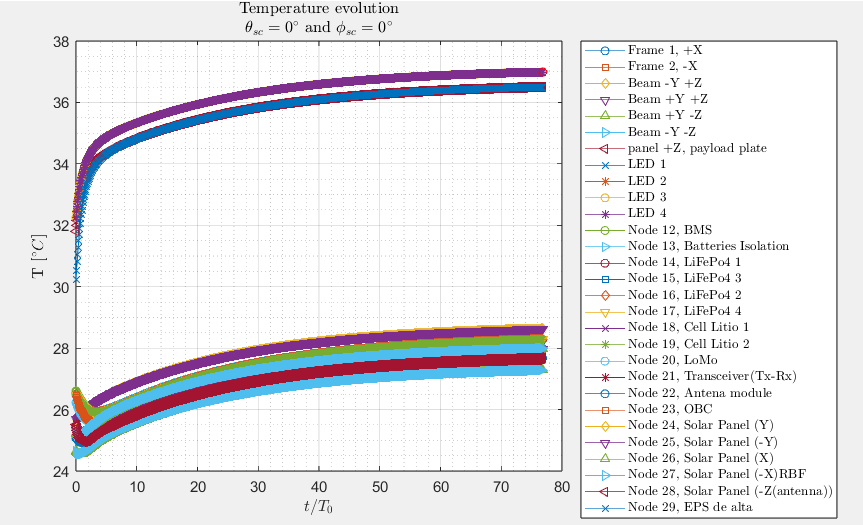 Temperature evolution
θsc = 0° and ϕsc = 0°
38
36
34
32
30
28
26
24
T [°C]
0 10 20 30 40 50 60 70 80
t/T0
Frame 1, +X
Frame 2, -X
Beam -Y +Z
Beam +Y +Z
Beam +Y -Z
Beam -Y -Z
panel +Z, payload plate
LED 1
LED 2
LED 3
LED 4
Node 12, BMS
Node 13, Batteries Isolation
Node 14, LiFePo4 1
Node 15, LiFePo4 3
Node 16, LiFePo4 2
Node 17, LiFePo4 4
Node 18, Cell Litio 1
Node 19, Cell Litio 2
Node 20, LoMo
Node 21, Transceiver(Tx-Rx)
Node 22, Antena module
Node 23, OBC
Node 24, Solar Panel (Y)
Node 25, Solar Panel (-Y)
Node 26, Solar Panel (X)
Node 27, Solar Panel (-X)RBF
Node 28, Solar Panel (-Z(antenna))
Node 29, EPS de alta